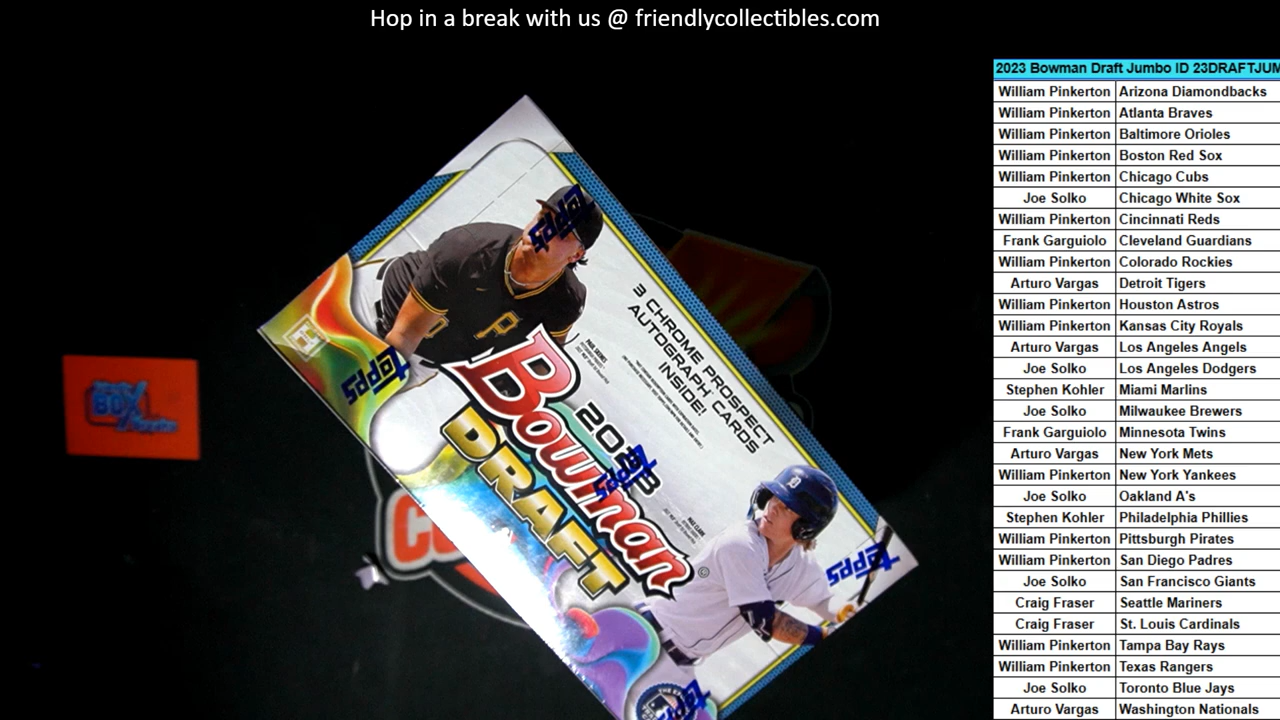 Hop in a break with us @ friendlycollectibles.com
2023 Bowman Draft Jumbo ID 23DRAFTJUM
William Pinkerton Arizona Diamondbacks
William Pinkerton Atlanta Braves
William Pinkerton Baltimore Orioles
William Pinkerton Boston Red Sox
William Pinkerton Chicago Cubs
Joe Solko Chicago White Sox
William Pinkerton Cincinnati Reds
Frank Garguiolo Cleveland Guardians
William Pinkerton Colorado Rockies
Arturo Vargas Detroit Tigers
William Pinkerton Houston Astros
William Pinkerton Kansas City Royals
Arturo Vargas Los Angeles Angels
Joe Solko Los Angeles Dodgers
Stephen Kohler Miami Marlins
Joe Solko Milwaukee Brewers
Frank Garguiolo Minnesota Twins
Arturo Vargas New York Mets
William Pinkerton New York Yankees
Joe Solko Oakland A's
Stephen Kohler Philadelphia Phillies
William Pinkerton Pittsburgh Pirates
William Pinkerton San Diego Padres
Joe Solko San Francisco Giants
Craig Fraser Seattle Mariners
Craig Fraser St. Louis Cardinals
William Pinkerton Tampa Bay Rays
William Pinkerton Texas Rangers
Joe Solko Toronto Blue Jays
Arturo Vargas Washington Nationals
3 CHROME PROSPECT
AUTOGRAPH CARDS
INSIDE!
P
2023
Bowman
DRAFT
topps
topps
topps
topps
topps
BOX